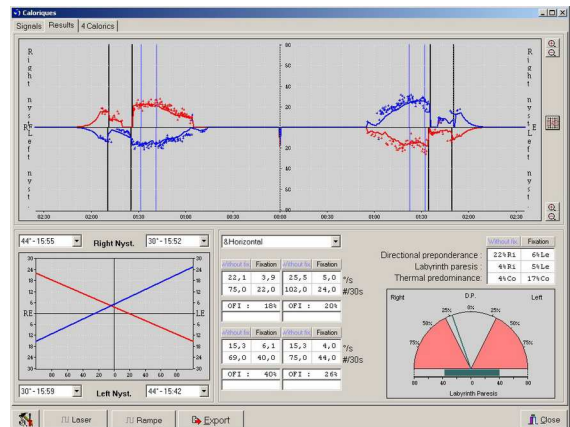 Caloriques
Signals Results 4 Calorics
Right nyst.
Left nyst.
RE
LE
80
60
40
20
20
40
60
80
02:30 02:00 01:30 01:00 00:30 00:00 00:30 01:00 01:30 02:00 02:30
44°-15:55 Right Nyst. 30°-15:52
30
24
18
12
6
0
6
12
18
24
30
RE
LE
80 60 40 20 0 20 40 60 80
30°-15:59 Left Nyst. 44°-15:42
&Horizontal
Without fix Fixation Without fix Fixation
22,1 3,9 25,5 5,0 °/s
75,0 22,0 102,0 24,0 #/30s
OFI : 18% OFI : 20%
Without fix Fixation Without fix Fixation
15,3 6,1 15,3 4,0 °/s
69,0 40,0 75,0 44,0 #/30s
OFI : 40% OFI : 26%
Without fix Fixation
Directional preponderance : 22%Ri 6%Le
Labyrinth paresis : 4%Ri 5%Le
Thermal predominance: 4%Co 17%Co
Right D.P. Left
0%
25% 25%
50% 50%
75% 75%
80 40 0 40 80
Labyrinth Paresis
Laser Rampe Export Close